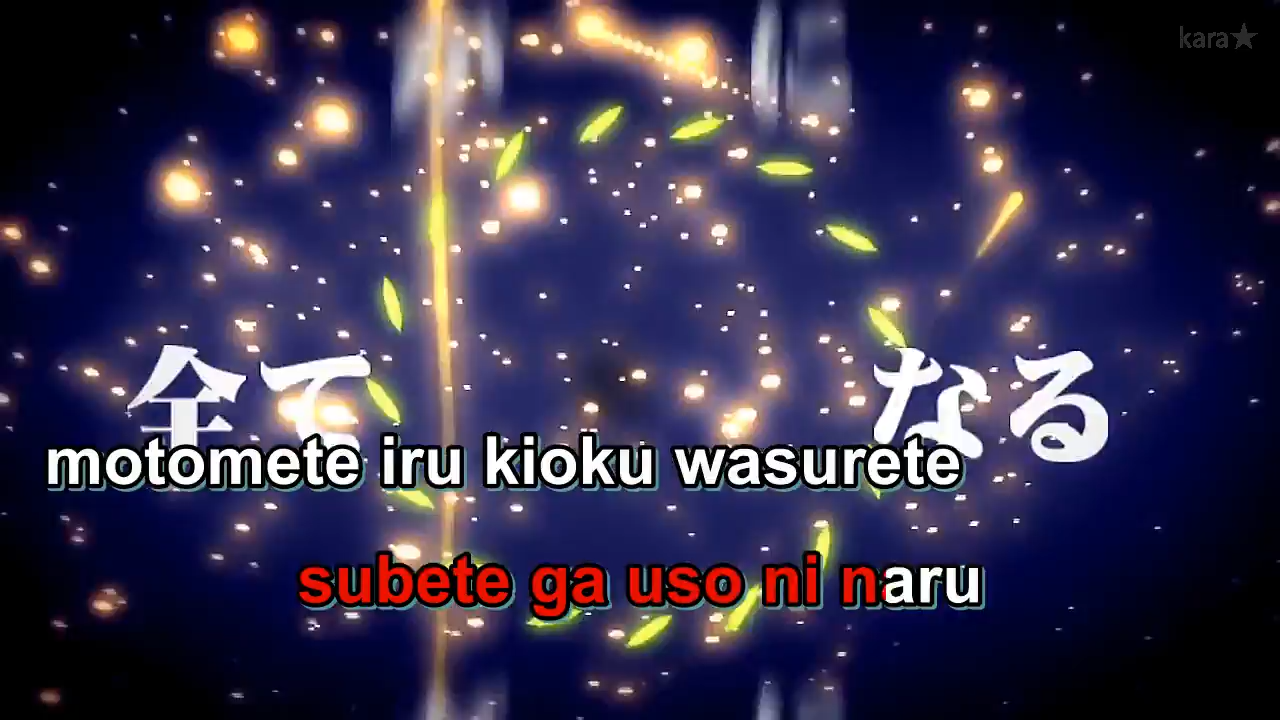 kara★
全て なる
motomete iru kioku wasurete
subete ga uso ni naru